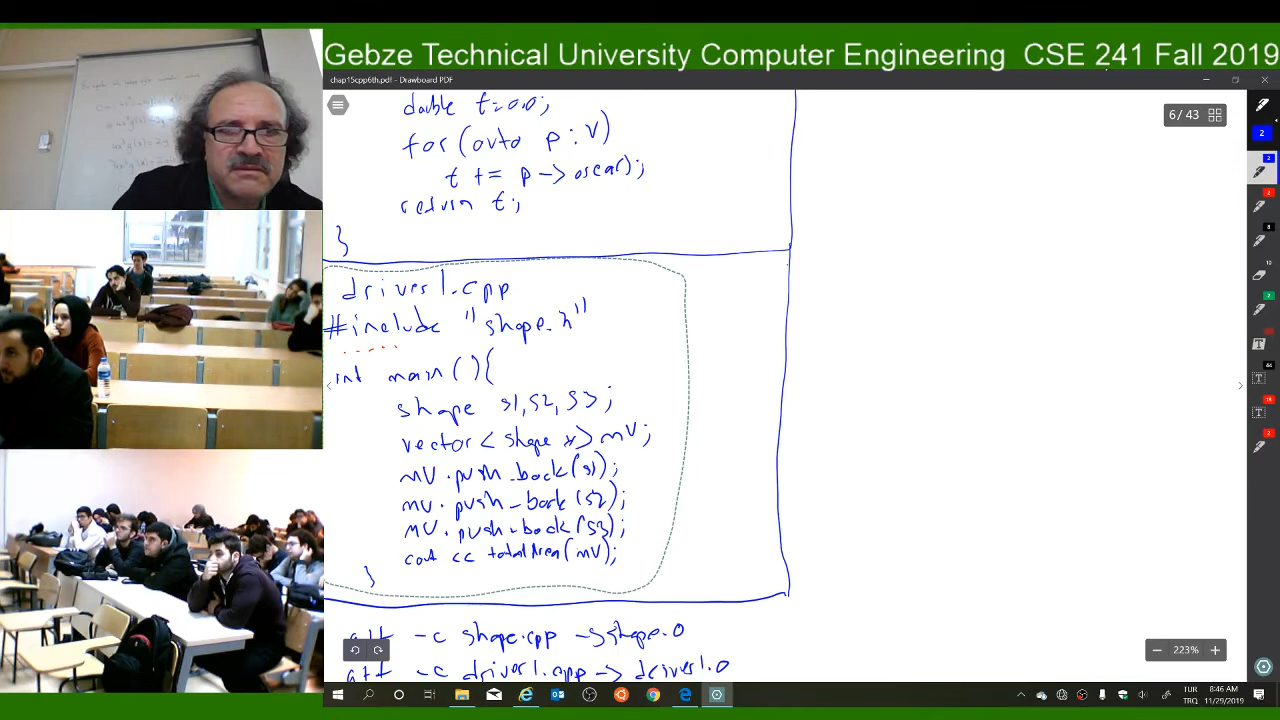 Gebze Technical University Computer Engineering CSE 241 Fall 2019
chap15cpp6th.pdf - Drawboard PDF
6 / 43
double t=0.0;
for(auto p : v)
t += p->area();
return t;
}
driver1.cpp
#include "shape.h"
int main(){
shape s1,s2,s3;
vector<shape *> mv;
mv.push_back(s1);
mv.push_back(s2);
mv.push_back(s3);
cout << totalArea(mv);
}
g++ -c shape.cpp ->shape.o
g++ -c driver1.cpp -> driver1.o
223%
TUR
TRQ
8:46 AM
11/29/2019